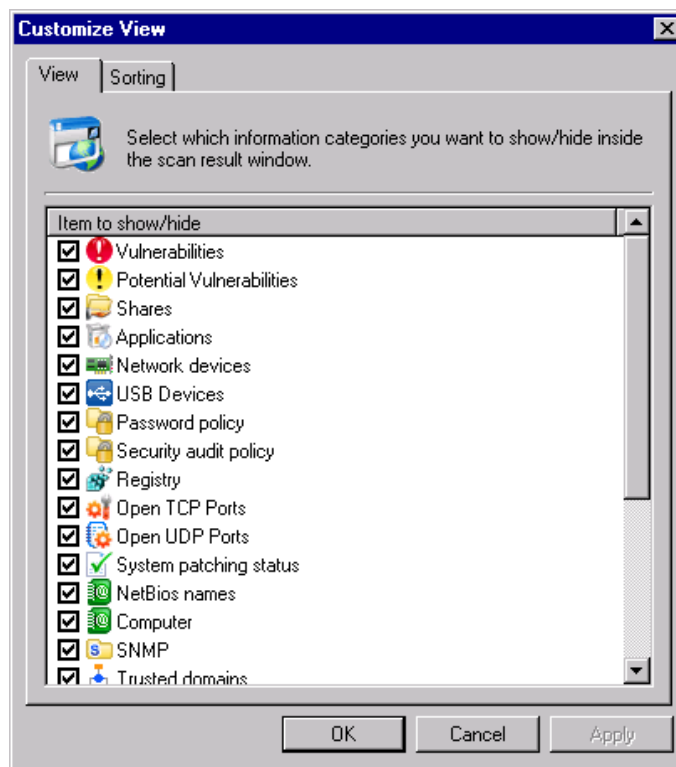 Customize View
View
Sorting
Select which information categories you want to show/hide inside
the scan result window.
Item to show/hide
Vulnerabilities
Potential Vulnerabilities
Shares
Applications
Network devices
USB Devices
Password policy
Security audit policy
Registry
Open TCP Ports
Open UDP Ports
System patching status
NetBios names
Computer
SNMP
Trusted domains
OK
Cancel
Apply